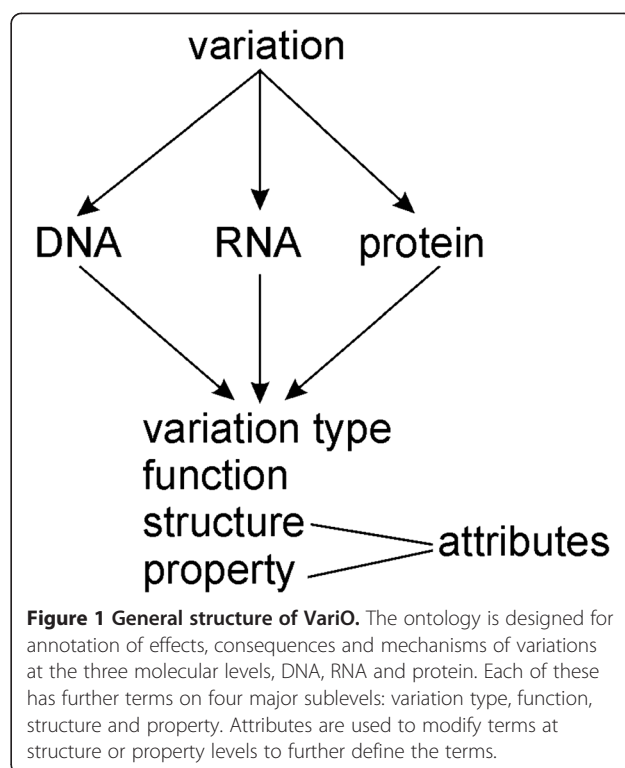 variation
DNA RNA protein
variation type
function
structure
property
attributes
Figure 1 General structure of VariO. The ontology is designed for
annotation of effects, consequences and mechanisms of variations
at the three molecular levels, DNA, RNA and protein. Each of these
has further terms on four major sublevels: variation type, function,
structure and property. Attributes are used to modify terms at
structure or property levels to further define the terms.